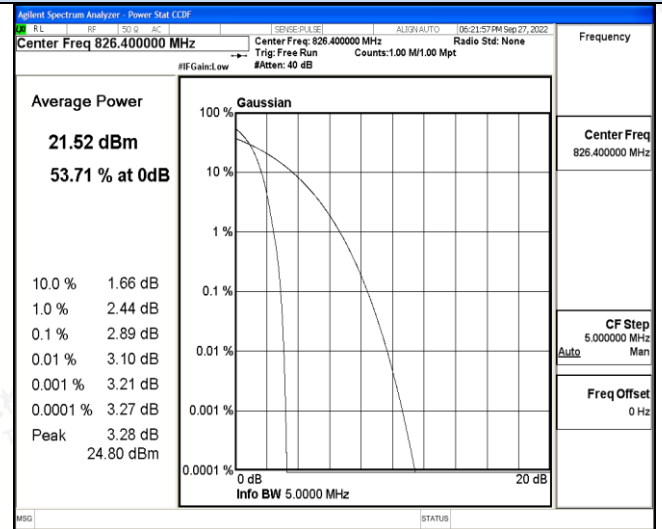 Agilent Spectrum Analyzer - Power Stat CCDF
RL RF 50 Ω AC SENSE:PULSE ALIGN AUTO 06:21:57 PM Sep 27, 2022
Center Freq 826.400000 MHz
Center Freq: 826.400000 MHz Radio Std: None
Trig: Free Run Counts:1.00 M/1.00 Mpt
#IFGain:Low #Atten: 40 dB
Frequency
Average Power
21.52 dBm
53.71 % at 0dB
10.0 % 1.66 dB
1.0 % 2.44 dB
0.1 % 2.89 dB
0.01 % 3.10 dB
0.001 % 3.21 dB
0.0001 % 3.27 dB
Peak 3.28 dB
24.80 dBm
Gaussian
100 %
10 %
1 %
0.1 %
0.01 %
0.001 %
0.0001 %
0 dB 20 dB
Info BW 5.0000 MHz
Center Freq
826.400000 MHz
CF Step
5.000000 MHz
Auto Man
Freq Offset
0 Hz
MSG STATUS